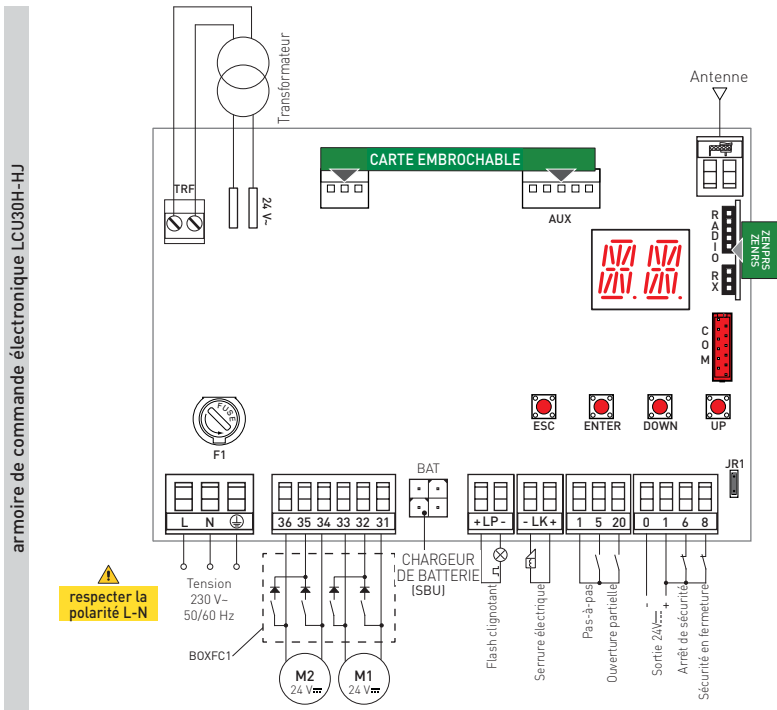 armoire de commande électronique LCU30H-HJ
Transformateur
Antenne
TRF
24 V~
CARTE EMBROCHABLE
AUX
RADIO RX
ZENPRS
ZENRS
COM
FUSE
F1
ESC
ENTER
DOWN
UP
JR1
BAT
L N
36 35 34 33 32 31
+LP-
- LK+
1 5 20
0 1 6 8
CHARGEUR
DE BATTERIE
(SBU)
respecter la
polarité L-N
Tension
230 V~
50/60 Hz
BOXFC1
M2
24 V
M1
24 V
Flash clignotant
Serrure électrique
Pas-à-pas
Ouverture partielle
- Sortie 24V +
Arrêt de sécurité
Sécurité en fermeture